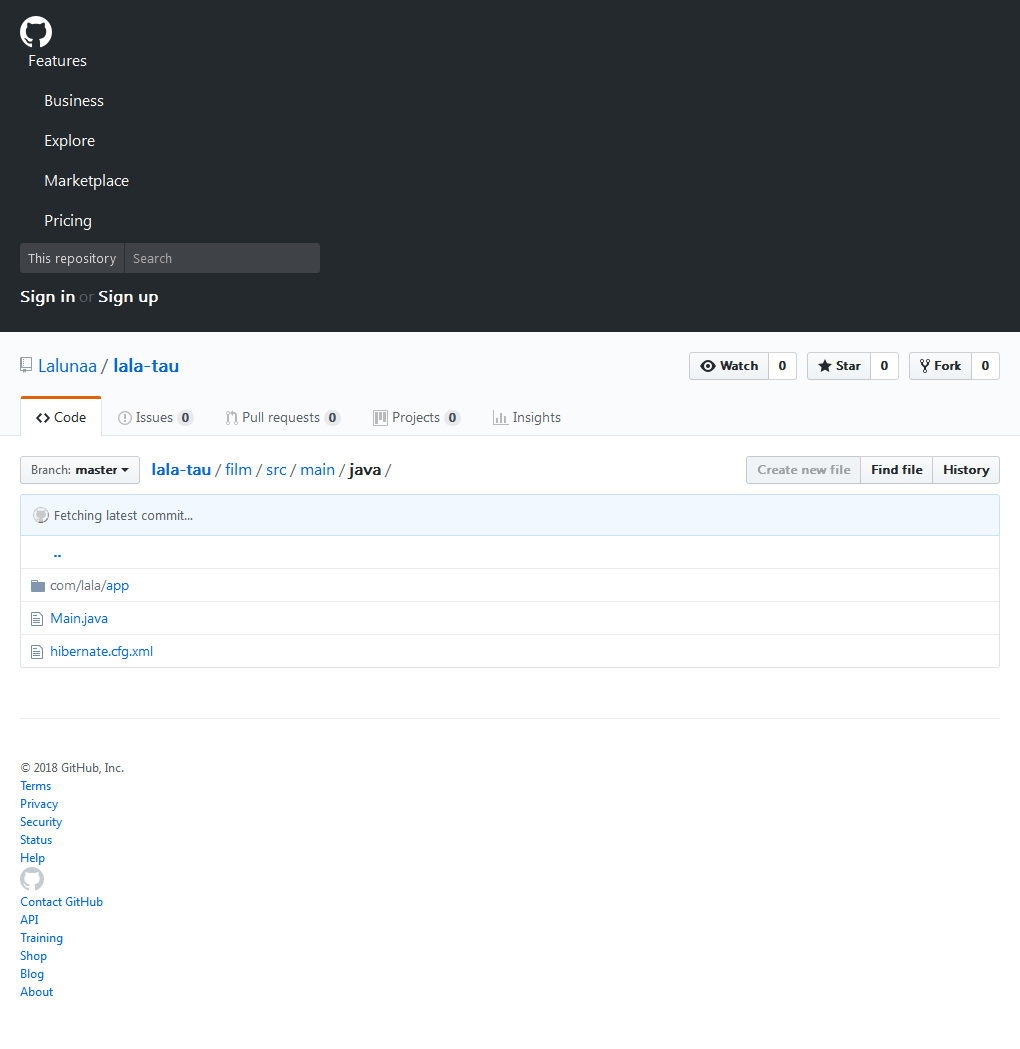 Features
Business
Explore
Marketplace
Pricing
This repository Search
Sign in or Sign up
Lalunaa / lala-tau
Watch 0 Star 0 Fork 0
Code Issues 0 Pull requests 0 Projects 0 Insights
Branch: master lala-tau / film / src / main / java / Create new file Find file History
Fetching latest commit...
..
com/lala/app
Main.java
hibernate.cfg.xml
© 2018 GitHub, Inc.
Terms
Privacy
Security
Status
Help
Contact GitHub
API
Training
Shop
Blog
About